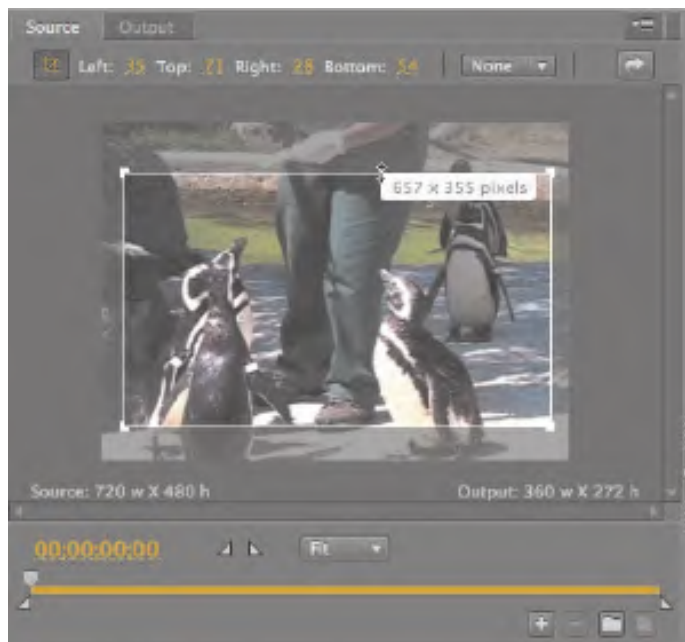 Source Output
Left: 35 Top: 71 Right: 28 Bottom: 54 None
657 x 355 pixels
Source: 720 w X 480 h Output: 360 w X 272 h
00;00;00;00 Fit